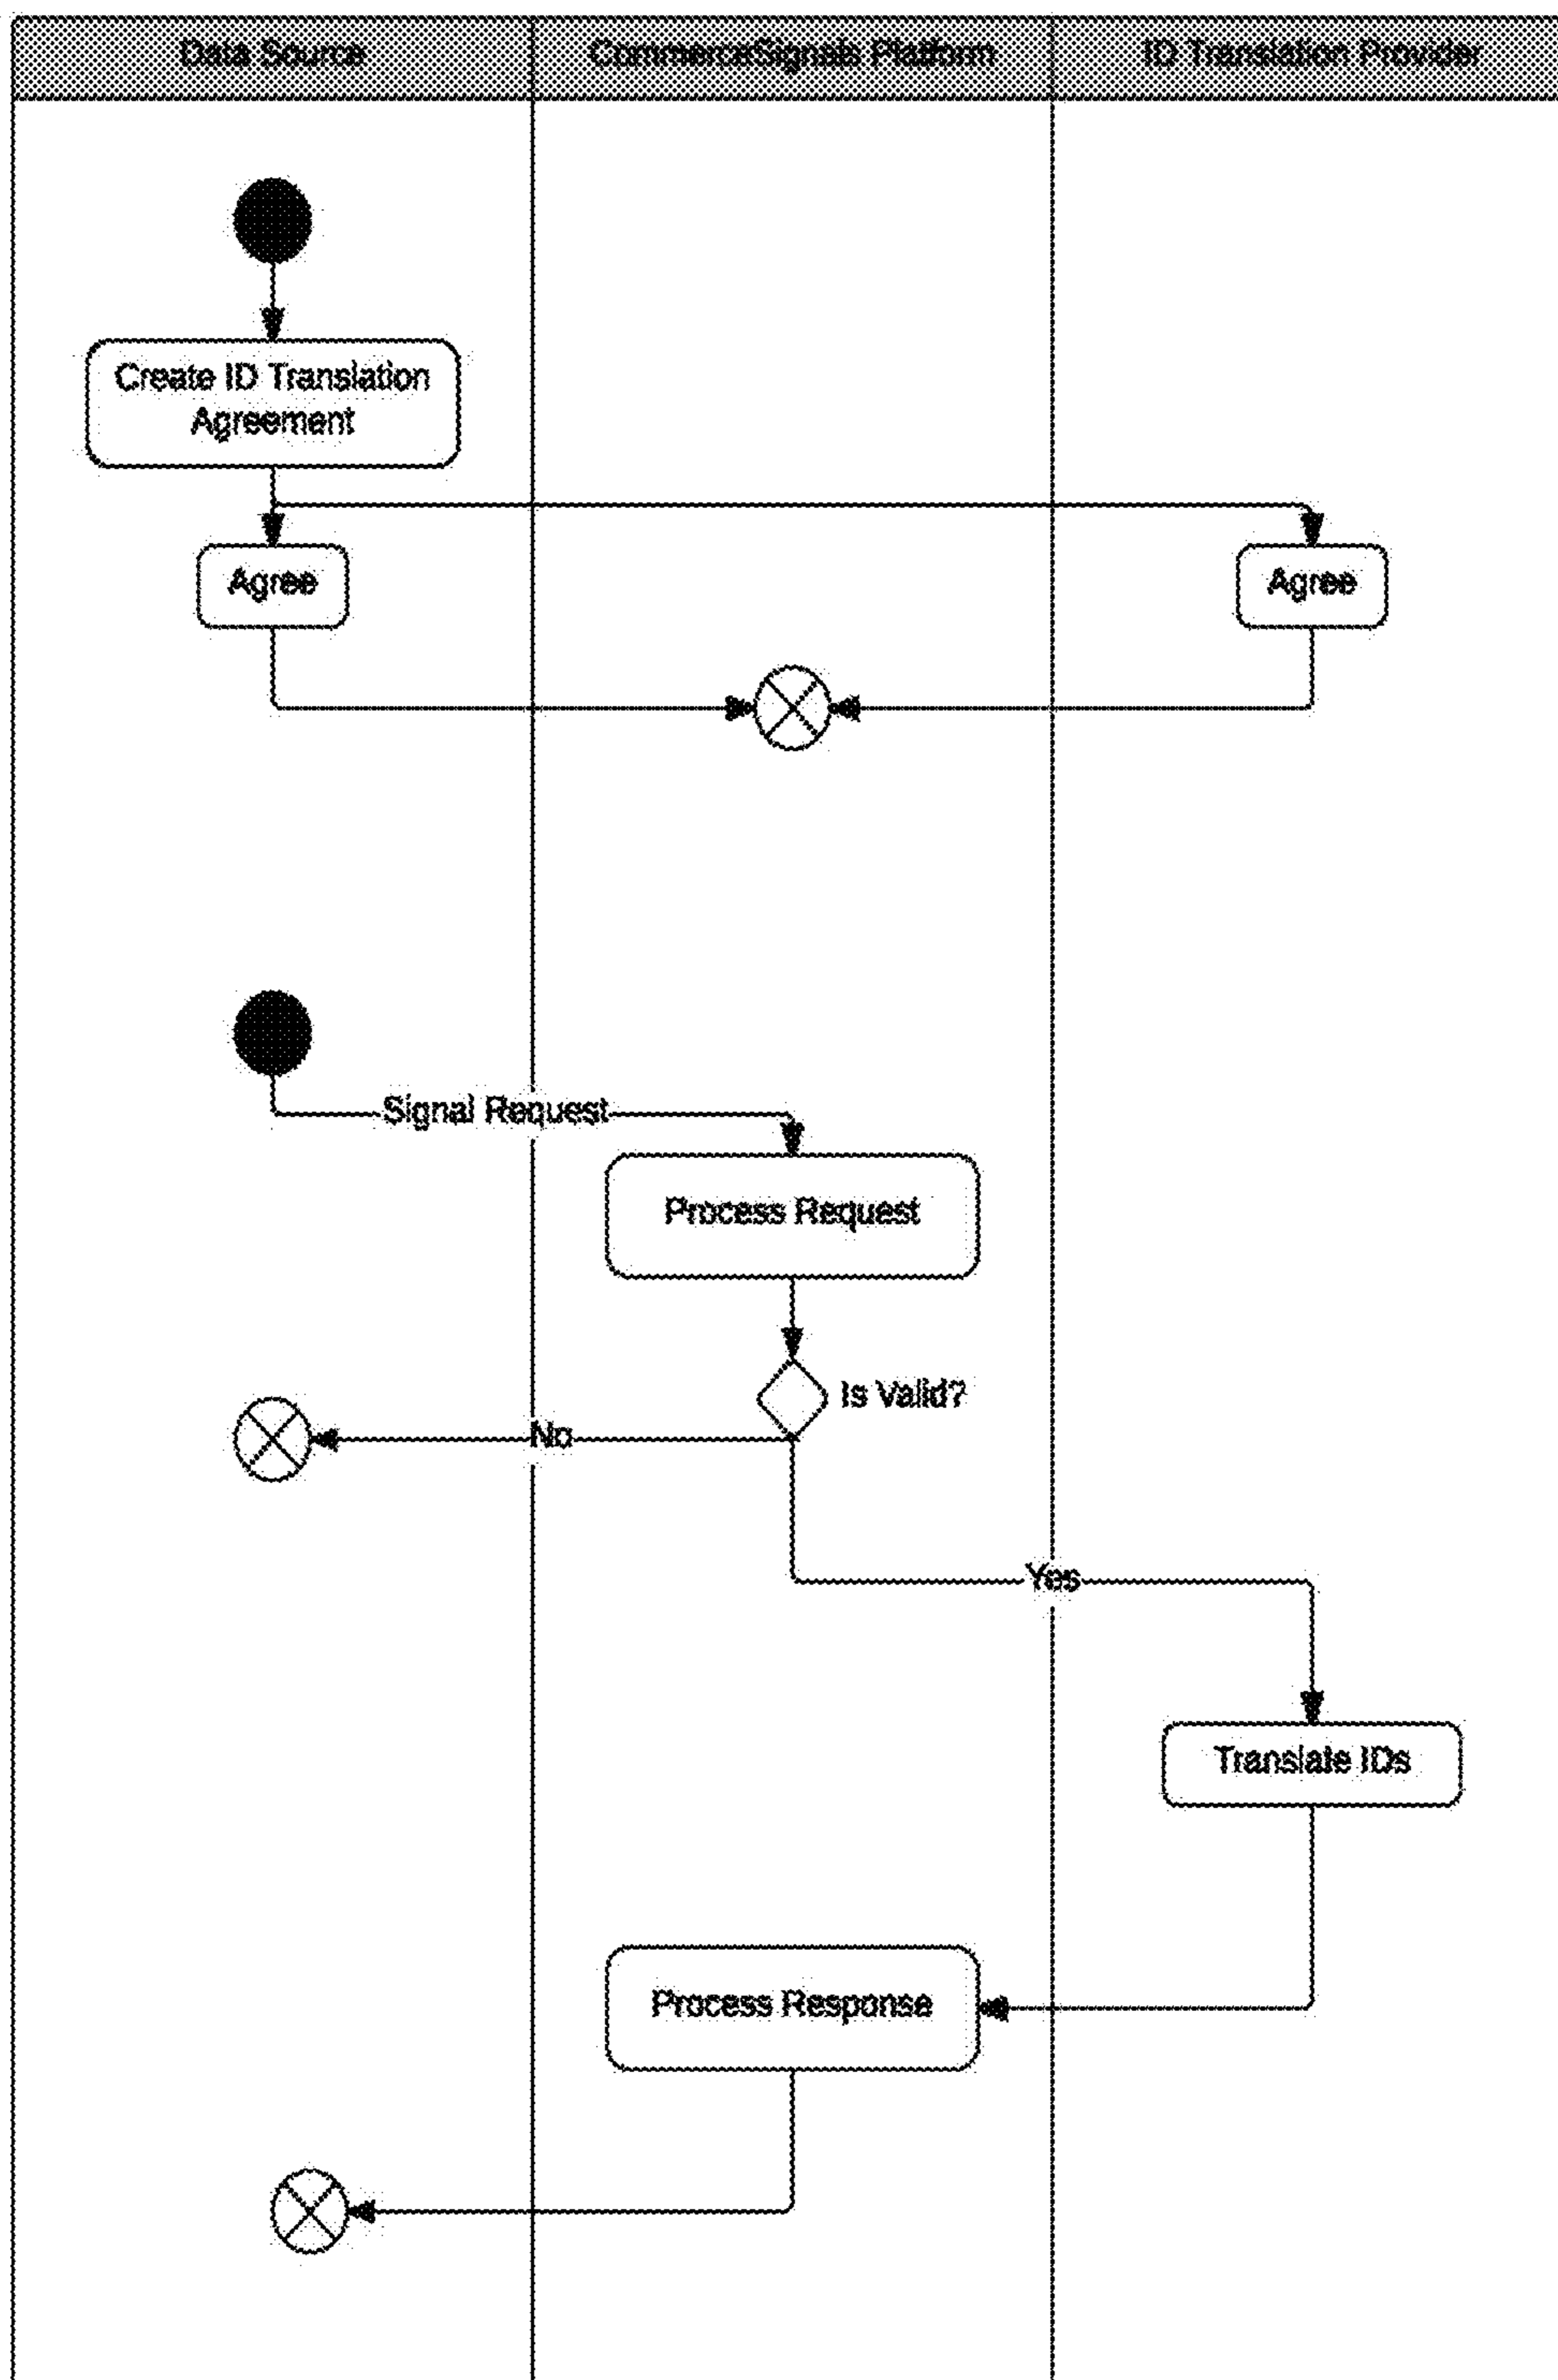 Data Source
CommerceSignals Platform
ID Translation Provider
Create ID Translation
Agreement
Agree
Agree
Signal Request
Process Request
Is Valid?
No
Yes
Translate IDs
Process Response